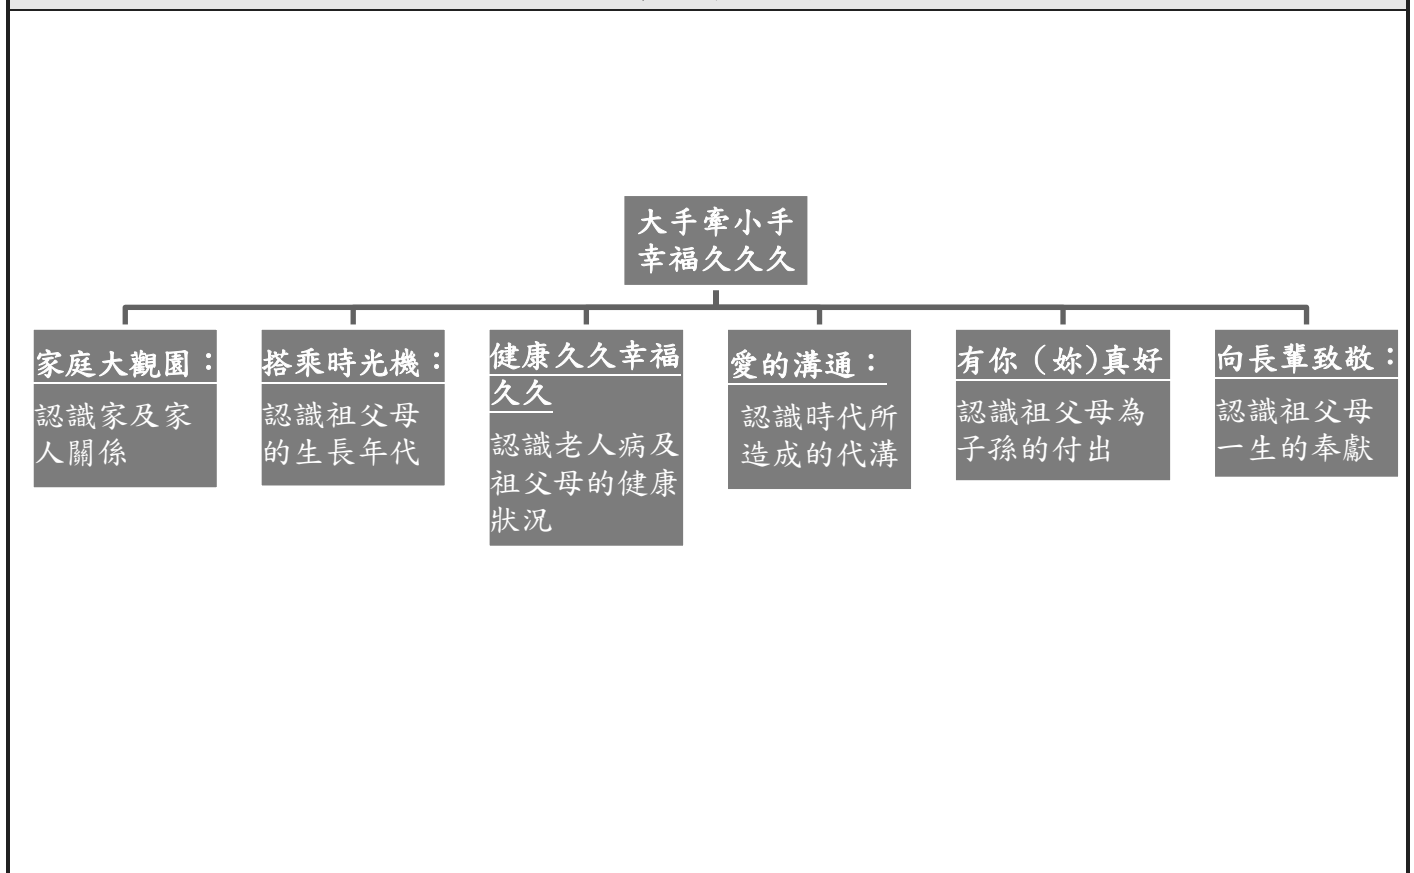 大手牽小手
幸福久久久
家庭大觀園：
認識家及家
人關係
搭乘時光機：
認識祖父母
的生長年代
健康久久幸福
久久
認識老人病及
祖父母的健康
狀況
愛的溝通：
認識時代所
造成的代溝
有你（妳)真好
認識祖父母為
子孫的付出
向長輩致敬：
認識祖父母
一生的奉獻